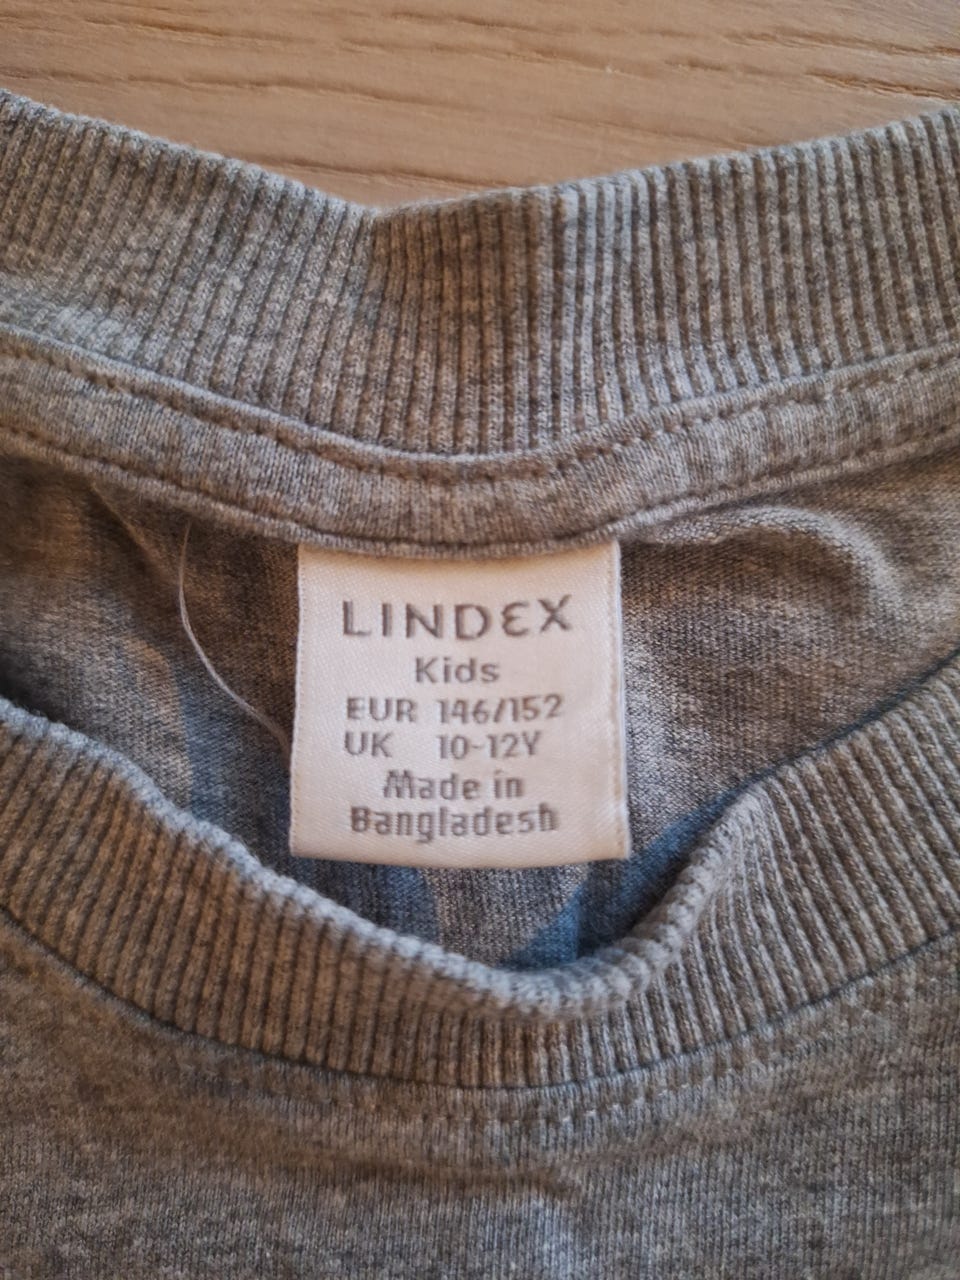 LINDEX
Kids
EUR 146/152
UK 10-12Y
Made in
Bangladesh